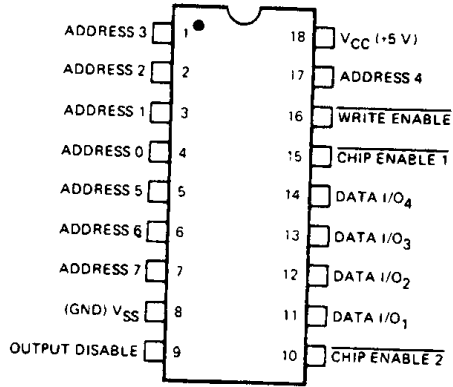 ADDRESS 3 1
ADDRESS 2 2
ADDRESS 1 3
ADDRESS 0 4
ADDRESS 5 5
ADDRESS 6 6
ADDRESS 7 7
(GND) VSS 8
OUTPUT DISABLE 9
18 VCC (+5 V)
17 ADDRESS 4
16 WRITE ENABLE
15 CHIP ENABLE 1
14 DATA I/O4
13 DATA I/O3
12 DATA I/O2
11 DATA I/O1
10 CHIP ENABLE 2